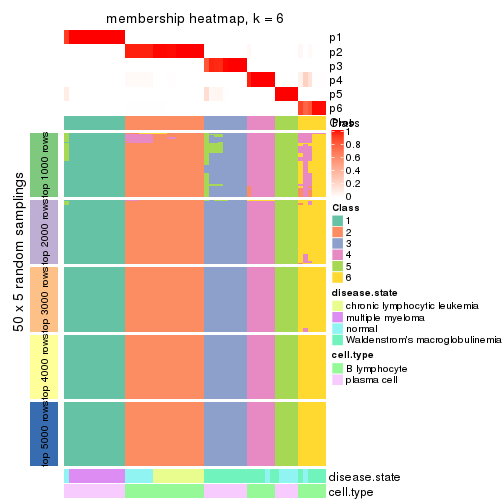 membership heatmap, k = 6
p1
p2
p3
p4
p5
p6
Class
Prob
1
0.8
0.6
0.4
0.2
0
Class
1
2
3
4
5
6
disease.state
chronic lymphocytic leukemia
multiple myeloma
normal
Waldenstrom's macroglobulinemia
cell.type
B lymphocyte
plasma cell
50 x 5 random samplings
top 1000 rows
top 2000 rows
top 3000 rows
top 4000 rows
top 5000 rows
disease.state
cell.type